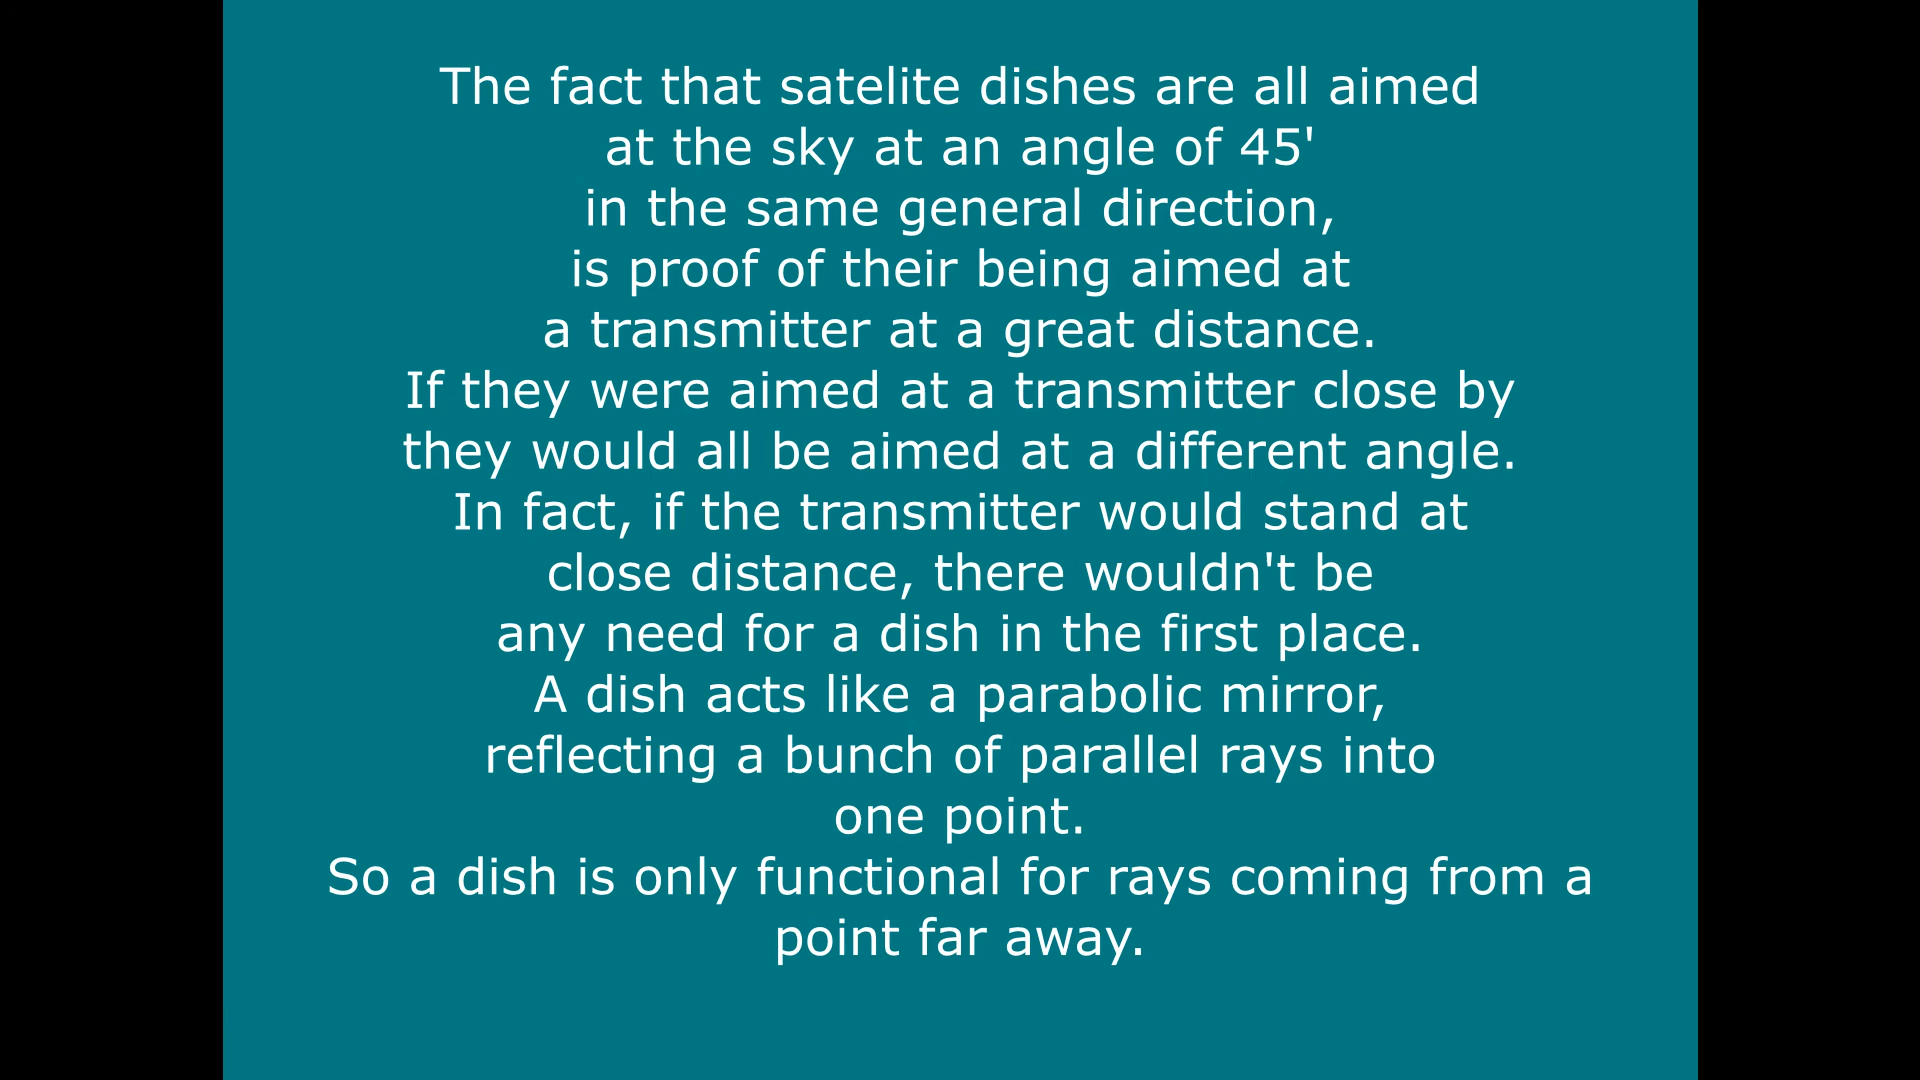 The fact that satelite dishes are all aimed
at the sky at an angle of 45'
in the same general direction,
is proof of their being aimed at
a transmitter at a great distance.
If they were aimed at a transmitter close by
they would all be aimed at a different angle.
In fact, if the transmitter would stand at
close distance, there wouldn't be
any need for a dish in the first place.
A dish acts like a parabolic mirror,
reflecting a bunch of parallel rays into
one point.
So a dish is only functional for rays coming from a
point far away.